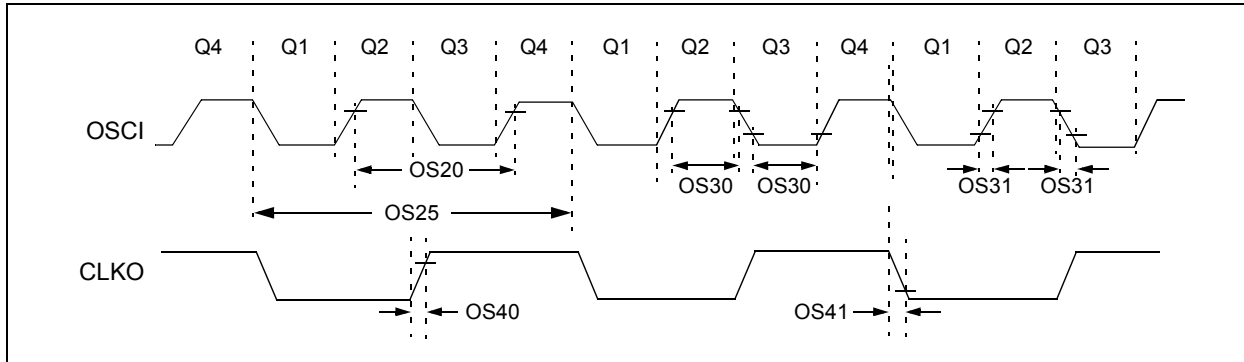 Q4 Q1 Q2 Q3 Q4 Q1 Q2 Q3 Q4 Q1 Q2 Q3
OSCI
OS20
OS30 OS30
OS31 OS31
OS25
CLKO
OS40
OS41